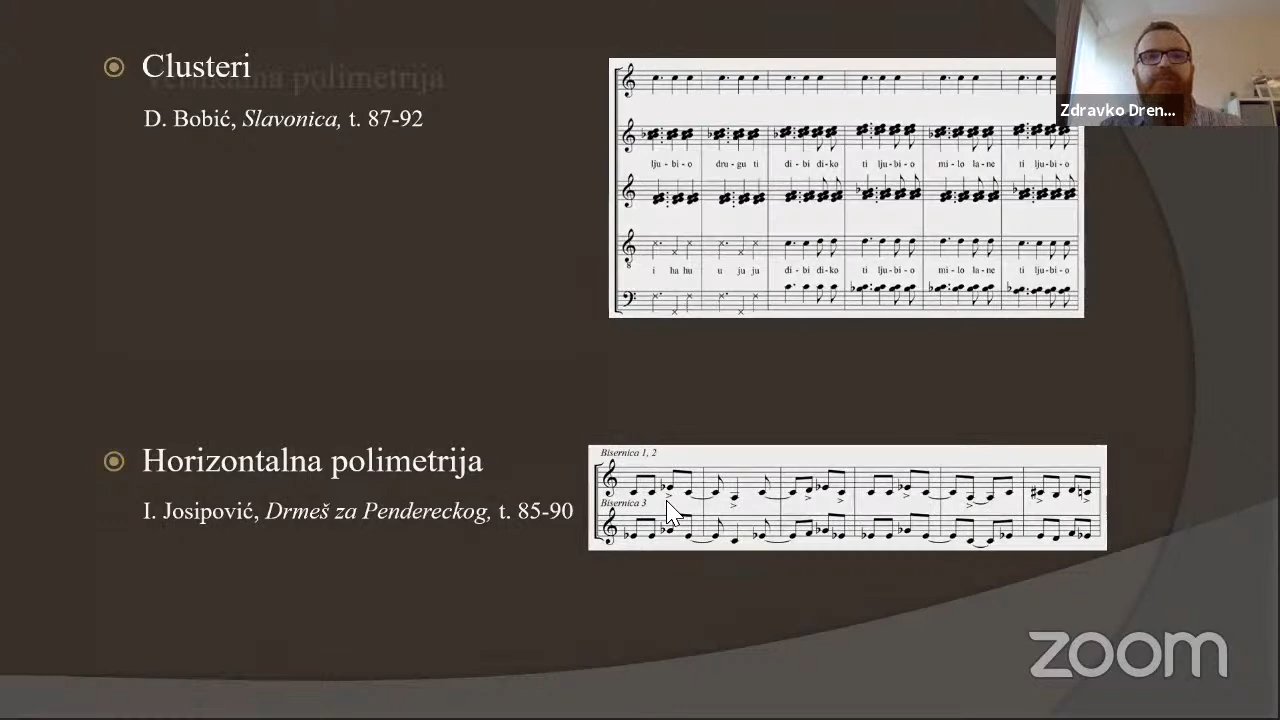 Clusteri
Vertikalna polimetrija
D. Bobić, Slavonica, t. 87-92
Zdravko Dren...
lju - bi - o dru - gu ti di - bi di-ko ti lju-bi - o mi - lo la-ne ti lju-bi-o
i ha hu u ju ju di - bi di-ko ti lju-bi-o mi - lo la-ne ti lju-bi-o
Horizontalna polimetrija
I. Josipović, Drmeš za Pendereckog, t. 85-90
Bisernica 1, 2
Bisernica 3
zoom